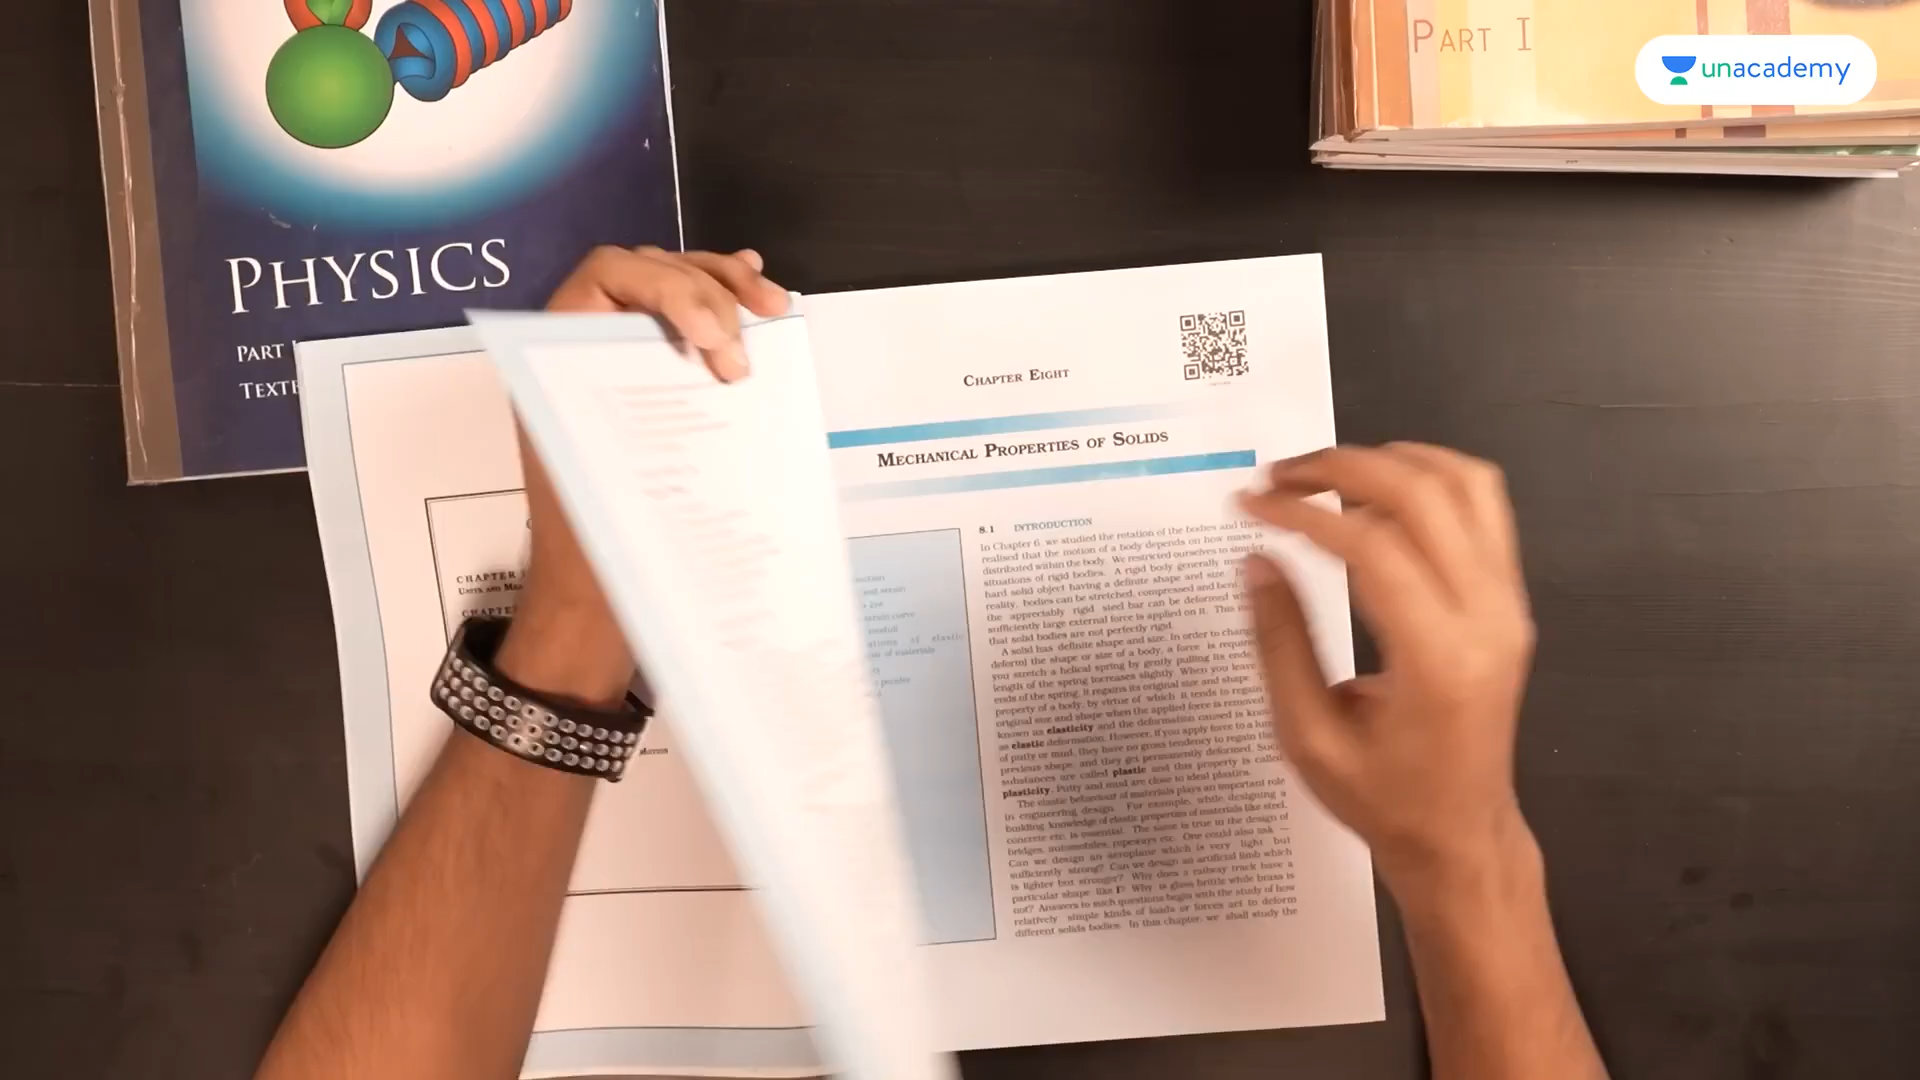 PART I
unacademy
PHYSICS
PART
CHAPTER EIGHT
MECHANICAL PROPERTIES OF SOLIDS
8.1 INTRODUCTION
In Chapter 6, we studied the rotation of the bodies and then
realised that the motion of a body depends on how mass is
distributed within the body. We restricted ourselves to simpler
situations of rigid bodies. A rigid body generally means
hard solid object having a definite shape and size.
reality, bodies can be stretched, compressed and bent.
the appreciably rigid steel bar can be deformed
sufficiently large external force is applied on it. This
that solid bodies are not perfectly rigid.
A solid has definite shape and size. In order to change
deform) the shape or size of a body, a force is
you stretch a helical spring by gently pulling its ends,
length of the spring increases slightly. When you leave
ends of the spring, it regains its original size and shape.
property of a body, by virtue of which it tends to regain
original size and shape when the applied force is removed
known as elasticity and the deformation caused is
as elastic deformation. However, if you apply force to a
of putty or mud, they have no gross tendency to regain
previous shape, and they get permanently deformed. Such
substances are called plastic and this property is called
plasticity. Putty and mud are close to ideal plastics.
The elastic behaviour of materials plays an important role
in engineering design. For example, while designing a
building, knowledge of elastic properties of materials like steel,
concrete etc. is essential. The same is true in the design of
bridges, automobiles, ropeways etc. One could also ask —
Can we design an aeroplane which is very light but
sufficiently strong? Can we design an artificial limb which
is lighter but stronger? Why does a railway track have a
particular shape like I? Why is glass brittle while brass is
not? Answers to such questions begin with the study of how
relatively simple kinds of loads or forces act to deform
different solids bodies. In this chapter, we shall study the
CHAPTER